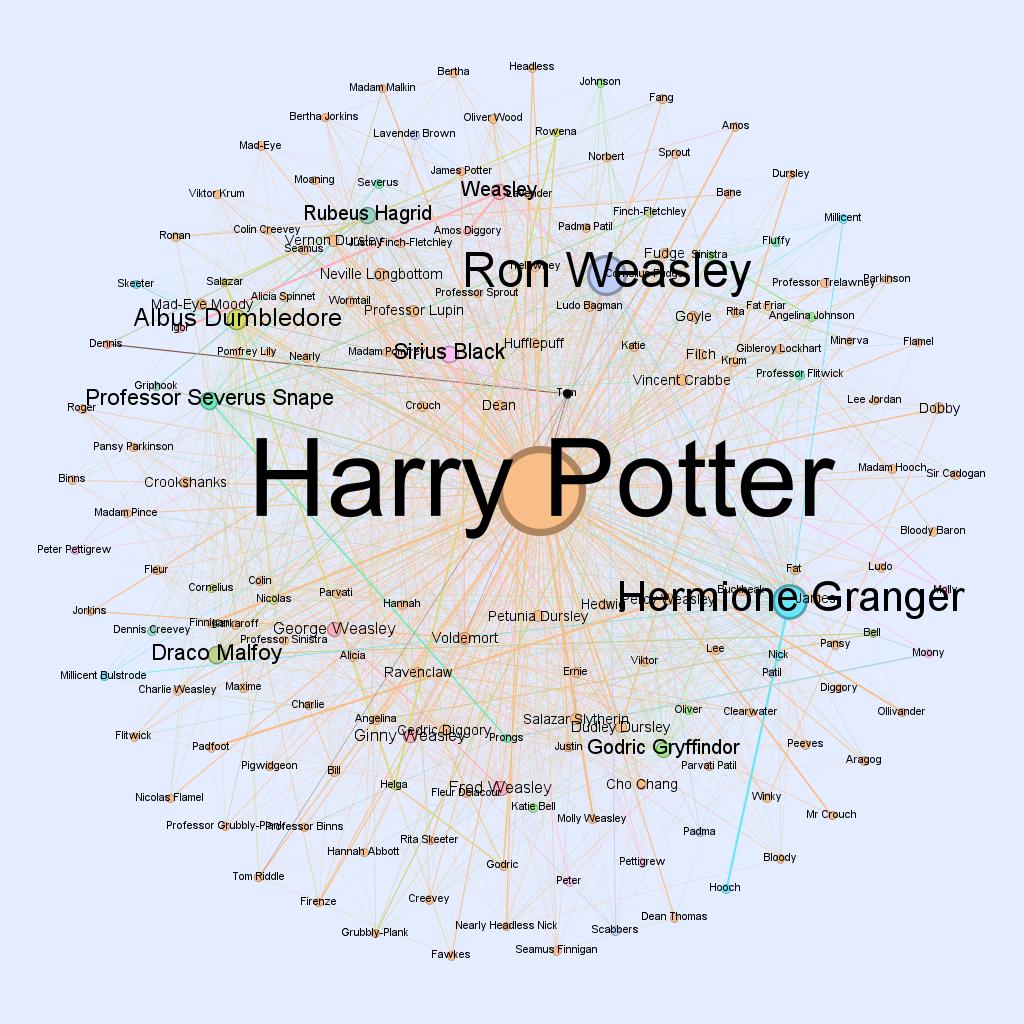 Headless
Bertha
Johnson
Madam Malkin
Fang
Bertha Jorkins
Oliver Wood
Amos
Lavender Brown
Rowena
Mad-Eye
Norbert
Sprout
James Potter
Dursley
Moaning
Severus
Viktor Krum
Weasley
Lavender
Bane
Rubeus Hagrid
Finch-Fletchley
Millicent
Colin Creevey
Amos Diggory
Padma Patil
Ronan
Vernon Dursley
Justin Finch-Fletchley
Fluffy
Seamus
Fudge
Sinistra
Ron Weasley
Neville Longbottom
Cornelius Fudge
Skeeter
Salazar
Professor Trelawney
Parkinson
Professor Sprout
Alicia Spinnet
Wormtail
Mad-Eye Moody
Ludo Bagman
Fat Friar
Professor Lupin
Rita
Albus Dumbledore
Goyle
Angelina Johnson
Igor
Dennis
Hufflepuff
Katie
Minerva
Flamel
Pomfrey Lily
Nearly
Madam Pomfrey
Sirius Black
Filch
Gibleroy Lockhart
Krum
Griphook
Vincent Crabbe
Professor Flitwick
Tom
Professor Severus Snape
Roger
Crouch
Dean
Lee Jordan
Dobby
Pansy Parkinson
Harry Potter
Madam Hooch
Sir Cadogan
Binns
Crookshanks
Madam Pince
Bloody Baron
Peter Pettigrew
Fleur
Fat
Ludo
Cornelius
Colin
Parvati
Buckbeak
Molly
Nicolas
Hannah
Hedwig
Percy Weasley
Hermione Granger
James
Jorkins
Petunia Dursley
Finnigan
Karkaroff
Dennis Creevey
George Weasley
Bell
Professor Sinistra
Voldemort
Pansy
Draco Malfoy
Alicia
Lee
Nick
Moony
Viktor
Millicent Bulstrode
Ravenclaw
Ernie
Patil
Charlie Weasley
Maxime
Diggory
Charlie
Clearwater
Ollivander
Angelina
Salazar Slytherin
Oliver
Cedric Diggory
Dudley Dursley
Flitwick
Ginny Weasley
Prongs
Padfoot
Justin
Godric Gryffindor
Peeves
Aragog
Pigwidgeon
Bill
Parvati Patil
Helga
Fred Weasley
Fleur Delacour
Cho Chang
Nicolas Flamel
Winky
Katie Bell
Mr Crouch
Molly Weasley
Professor Grubbly-Plank
Professor Binns
Padma
Rita Skeeter
Hannah Abbott
Bloody
Godric
Pettigrew
Tom Riddle
Peter
Hooch
Firenze
Creevey
Dean Thomas
Grubbly-Plank
Nearly Headless Nick
Scabbers
Fawkes
Seamus Finnigan